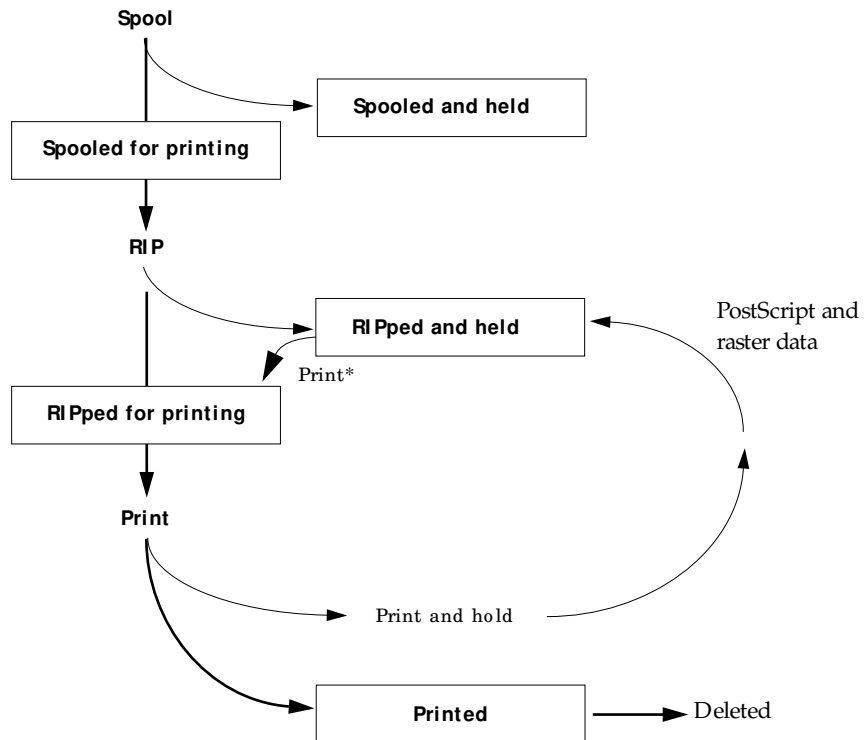 Spool
Spooled and held
Spooled for printing
RIP
RIPped and held
PostScript and
raster data
Print*
RIPped for printing
Print
Print and hold
Printed
Deleted